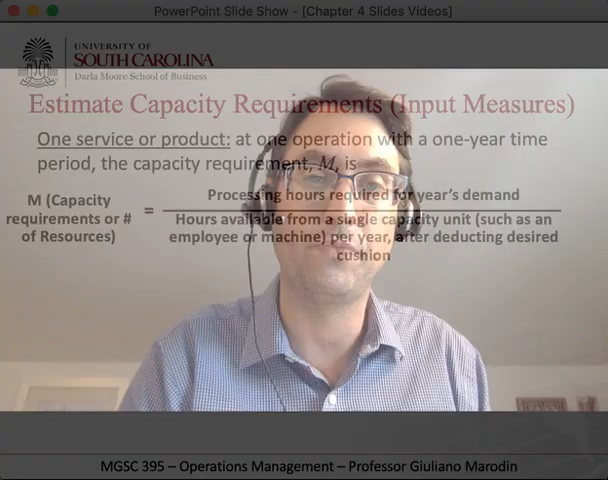 PowerPoint Slide Show - [Chapter 4 Slides Videos]
UNIVERSITY OF
SOUTH CAROLINA
Darla Moore School of Business
Estimate Capacity Requirements (Input Measures)
One service or product: at one operation with a one-year time
period, the capacity requirement, M, is
M (Capacity
requirements or #
of Resources)
=
Processing hours required for year's demand
Hours available from a single capacity unit (such as an
employee or machine) per year, after deducting desired
cushion
MGSC 395 – Operations Management – Professor Giuliano Marodin